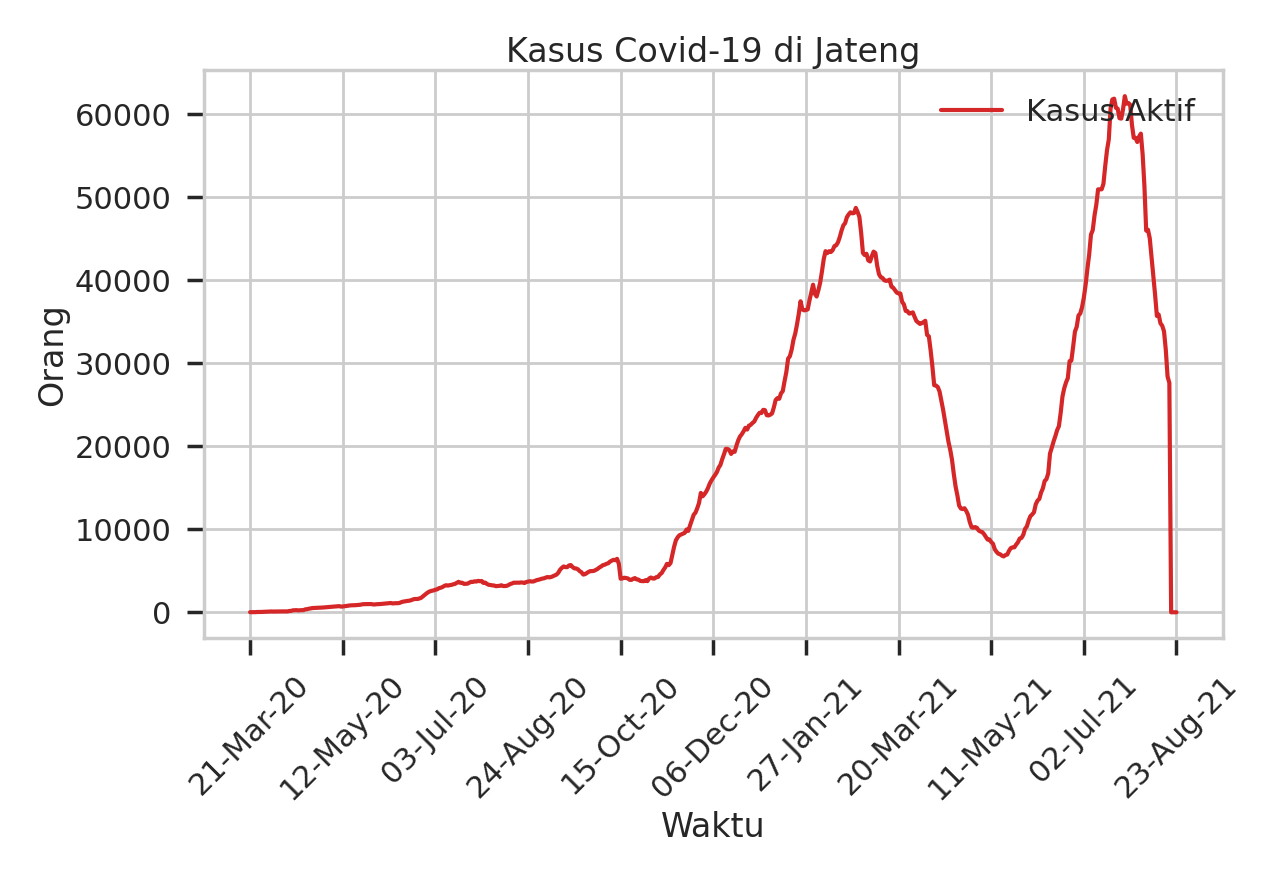 Kasus Covid-19 di Jateng
Kasus Aktif
60000
50000
40000
30000
20000
10000
0
Orang
21-Mar-20
12-May-20
03-Jul-20
24-Aug-20
15-Oct-20
06-Dec-20
27-Jan-21
20-Mar-21
11-May-21
02-Jul-21
23-Aug-21
Waktu